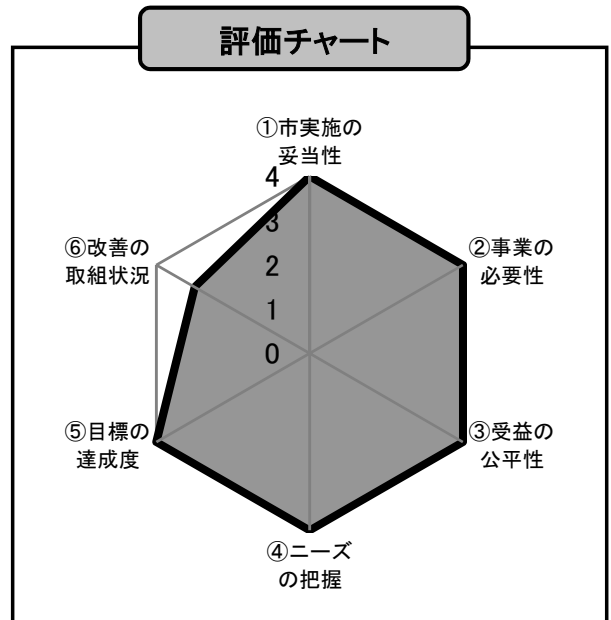 評価チャート
①市実施の
妥当性
4
3
2
1
0
②事業の
必要性
③受益の
公平性
④ニーズ
の把握
⑤目標の
達成度
⑥改善の
取組状況